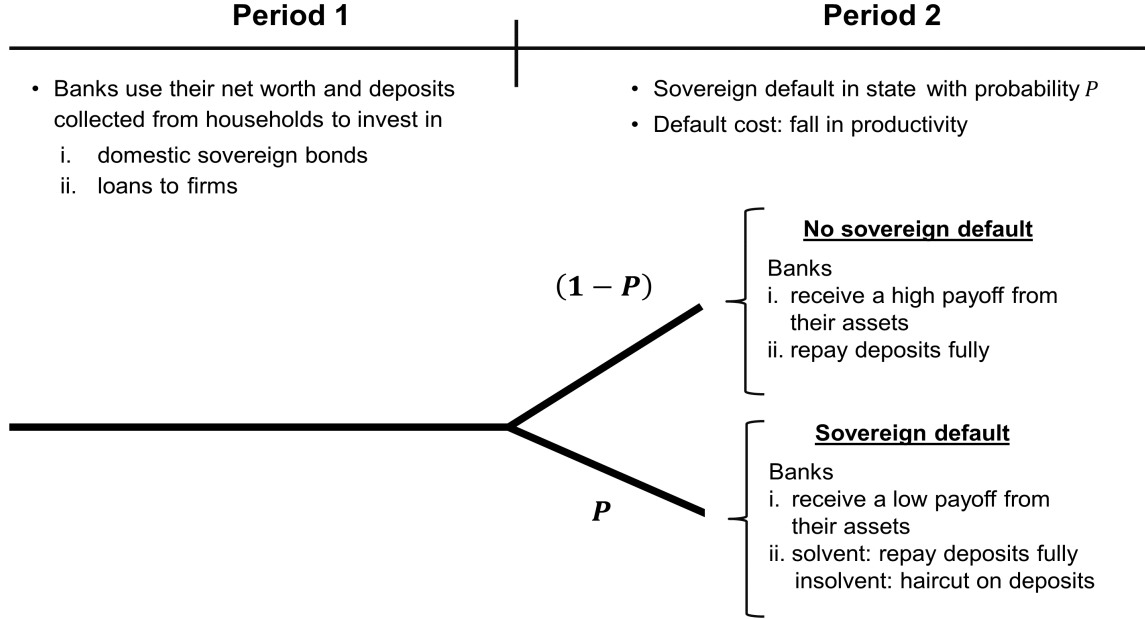 Period 1
Period 2
• Banks use their net worth and deposits
collected from households to invest in
i. domestic sovereign bonds
ii. loans to firms
• Sovereign default in state with probability P
• Default cost: fall in productivity
(1 − P)
No sovereign default
Banks
i. receive a high payoff from
their assets
ii. repay deposits fully
P
Sovereign default
Banks
i. receive a low payoff from
their assets
ii. solvent: repay deposits fully
insolvent: haircut on deposits